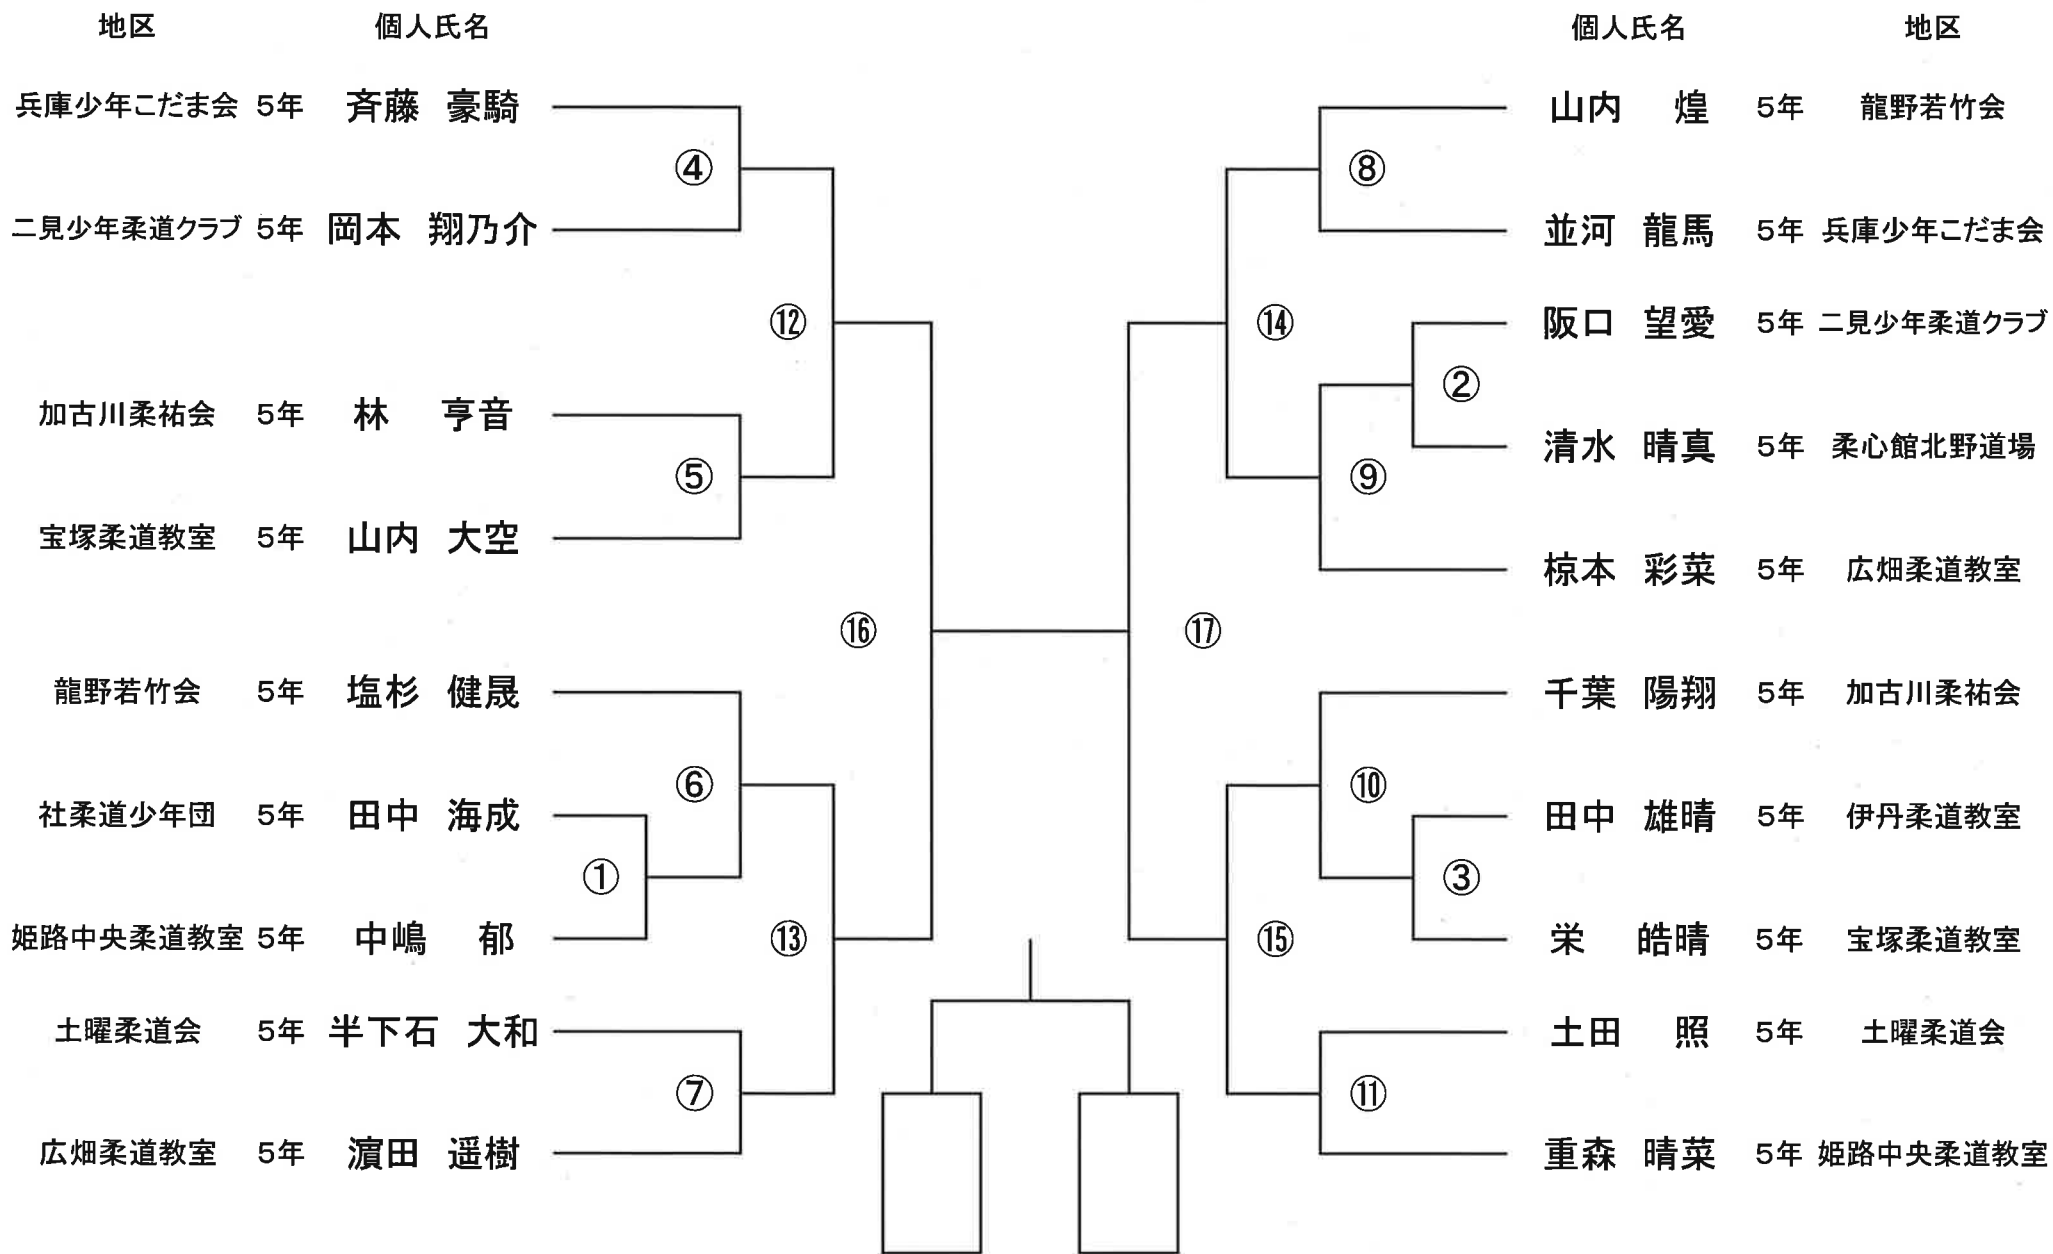 地区 個人氏名 個人氏名 地区
兵庫少年こだま会 5年 斉藤 豪騎 山内 煌 5年 龍野若竹会
④ ⑧
二見少年柔道クラブ 5年 岡本 翔乃介 並河 龍馬 5年 兵庫少年こだま会
⑫ ⑭ 阪口 望愛 5年 二見少年柔道クラブ
②
加古川柔祐会 5年 林 亨音 清水 晴真 5年 柔心館北野道場
⑤ ⑨
宝塚柔道教室 5年 山内 大空 椋本 彩菜 5年 広畑柔道教室
⑯ ⑰
龍野若竹会 5年 塩杉 健晟 千葉 陽翔 5年 加古川柔祐会
⑥ ⑩
社柔道少年団 5年 田中 海成 田中 雄晴 5年 伊丹柔道教室
① ③
姫路中央柔道教室 5年 中嶋 郁 ⑬ ⑮ 栄 皓晴 5年 宝塚柔道教室
土曜柔道会 5年 半下石 大和 土田 照 5年 土曜柔道会
⑦ ⑪
広畑柔道教室 5年 濵田 遥樹 重森 晴菜 5年 姫路中央柔道教室